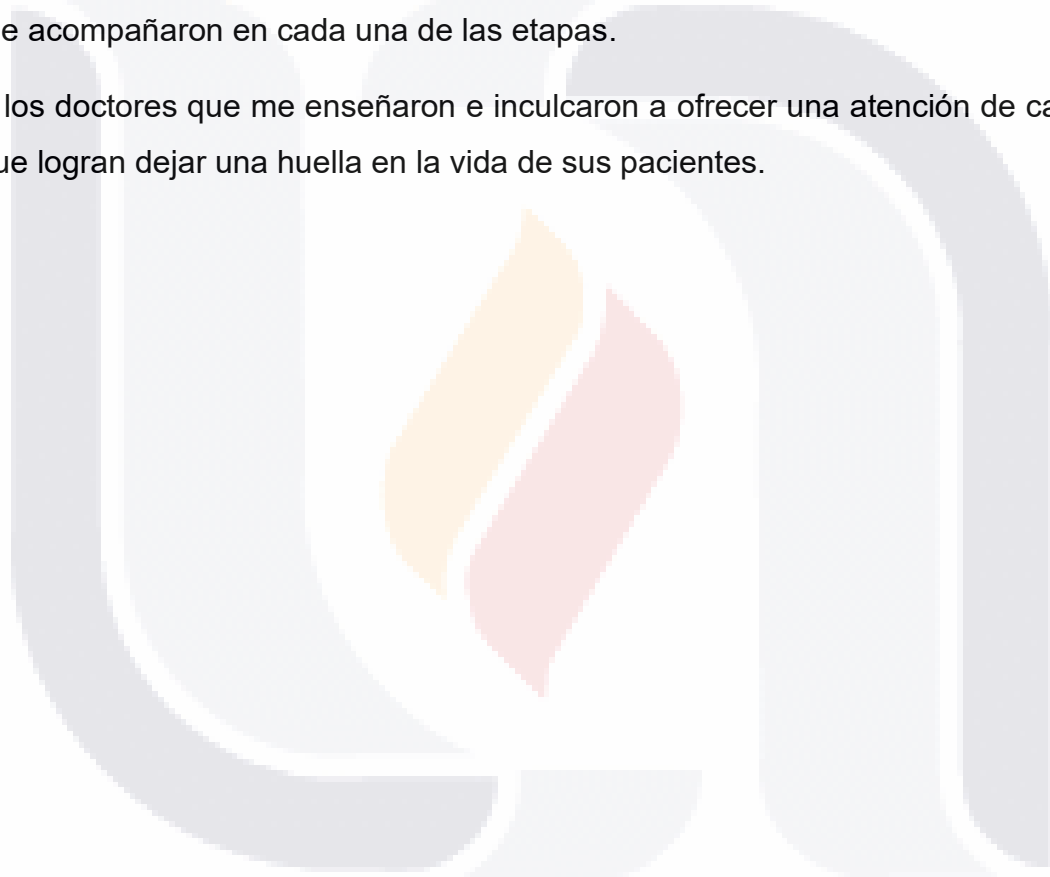 e acompañaron en cada una de las etapas.
los doctores que me enseñaron e inculcaron a ofrecer una atención de ca
ue logran dejar una huella en la vida de sus pacientes.